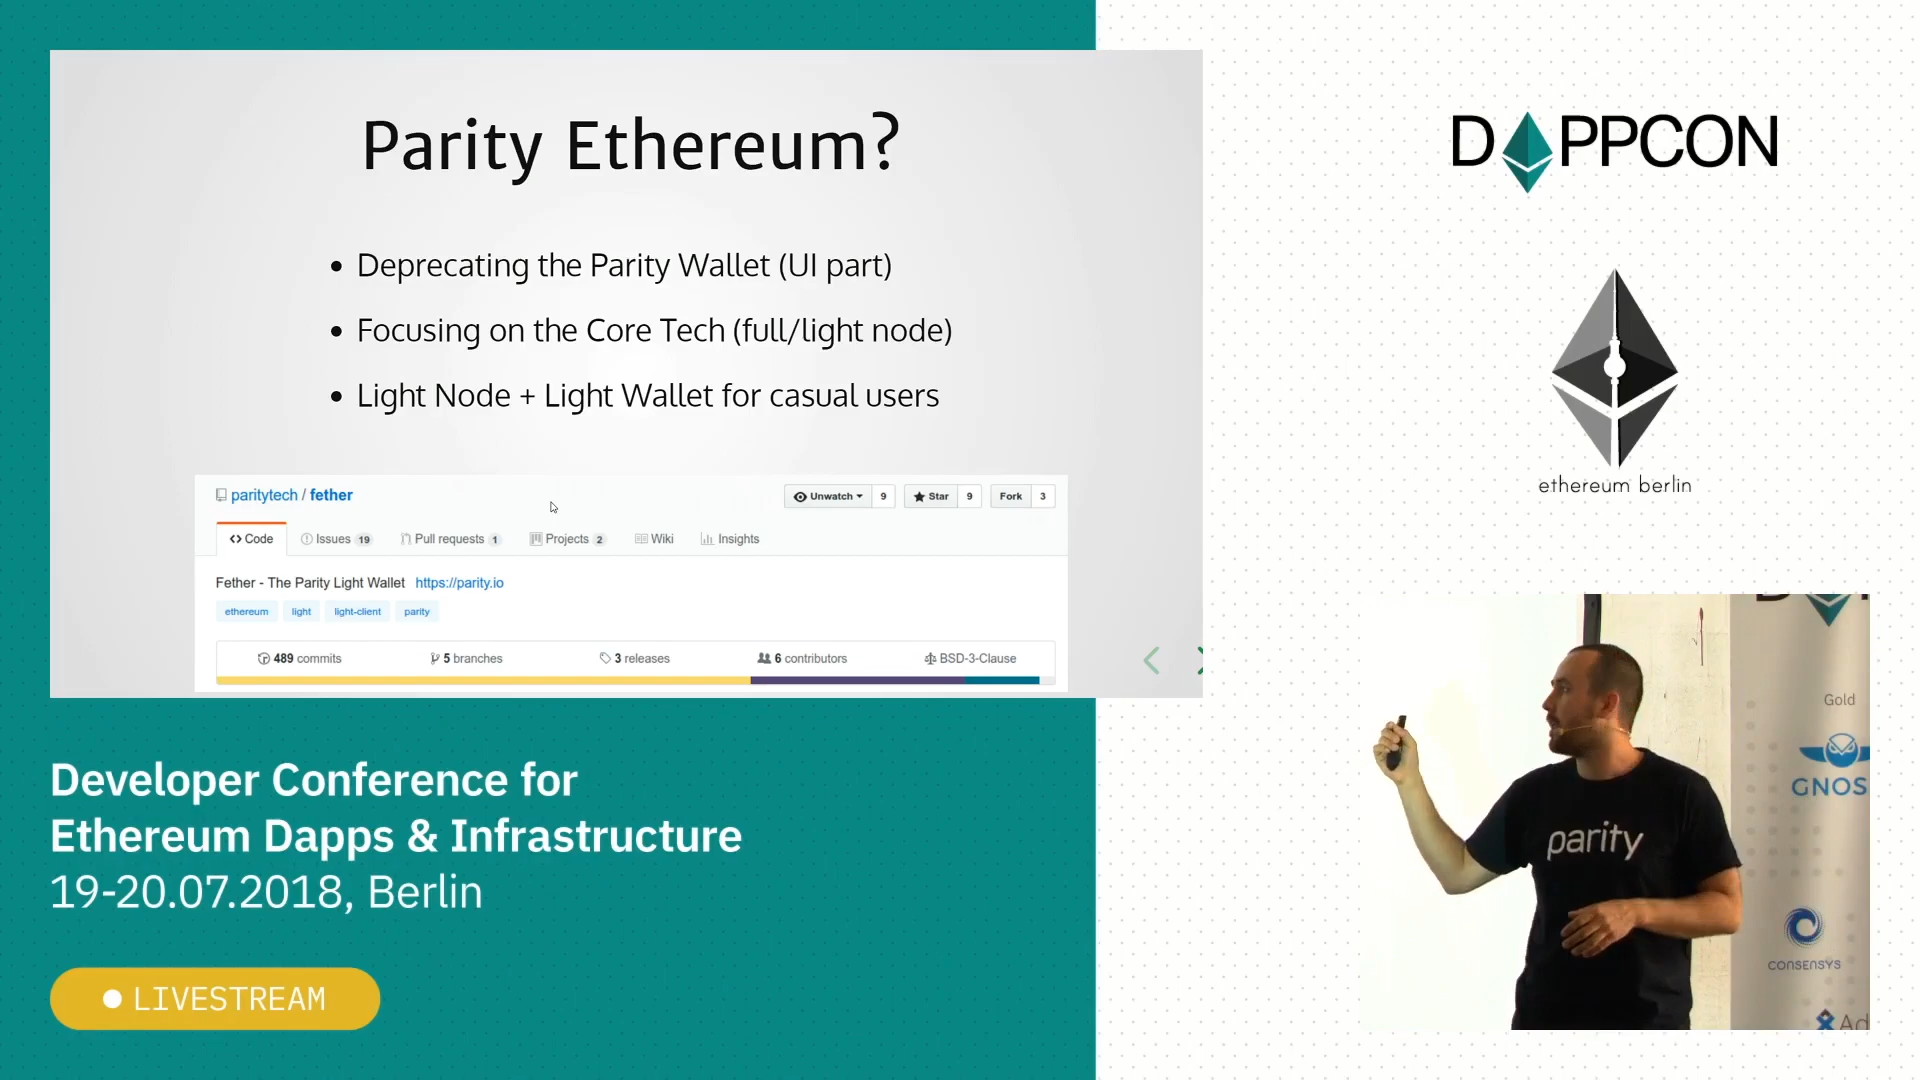 Parity Ethereum?
Deprecating the Parity Wallet (UI part)
Focusing on the Core Tech (full/light node)
Light Node + Light Wallet for casual users
paritytech / fether
Unwatch 9 Star 9 Fork 3
Code Issues 19 Pull requests 1 Projects 2 Wiki Insights
Fether - The Parity Light Wallet https://parity.io
ethereum light light-client parity
489 commits 5 branches 3 releases 6 contributors BSD-3-Clause
Developer Conference for
Ethereum Dapps & Infrastructure
19-20.07.2018, Berlin
LIVESTREAM
D PPCON
ethereum berlin
Gold
GNOS
parity
CONSENSYS
Ad